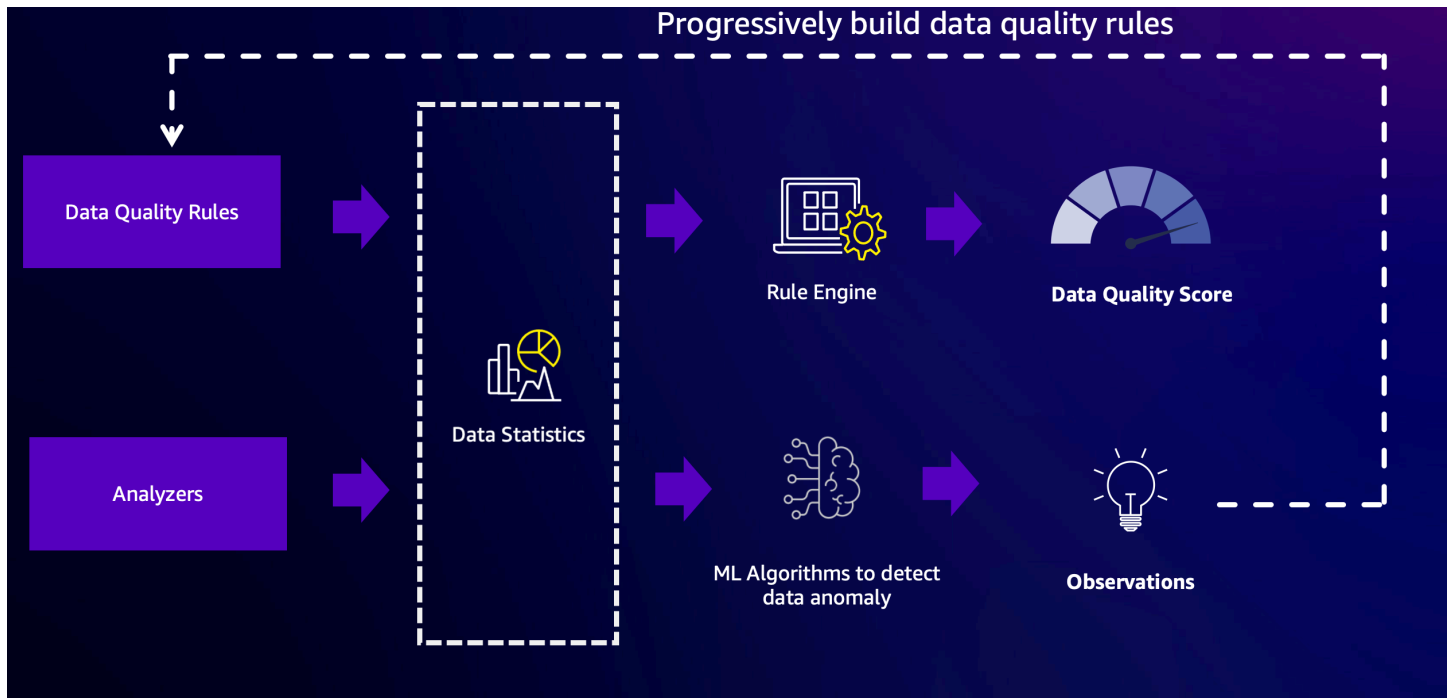 Progressively build data quality rules
Data Quality Rules
Rule Engine
Data Quality Score
Data Statistics
Analyzers
ML Algorithms to detect
data anomaly
Observations